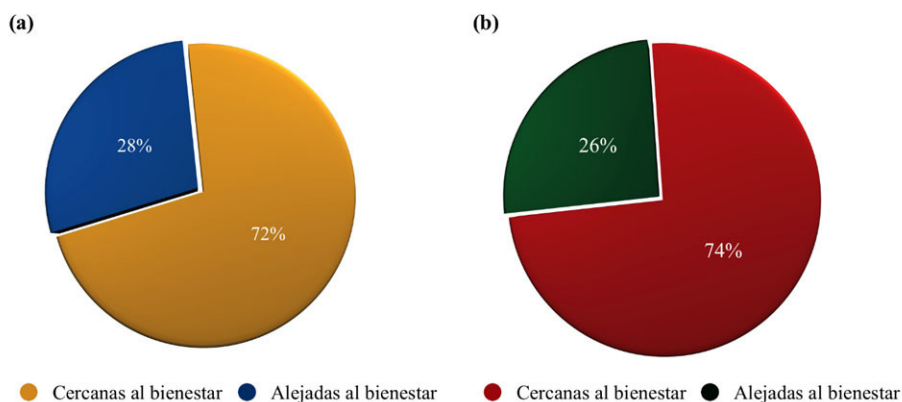 (a)
(b)
28%
72%
26%
74%
Cercanas al bienestar
Alejadas al bienestar
Cercanas al bienestar
Alejadas al bienestar